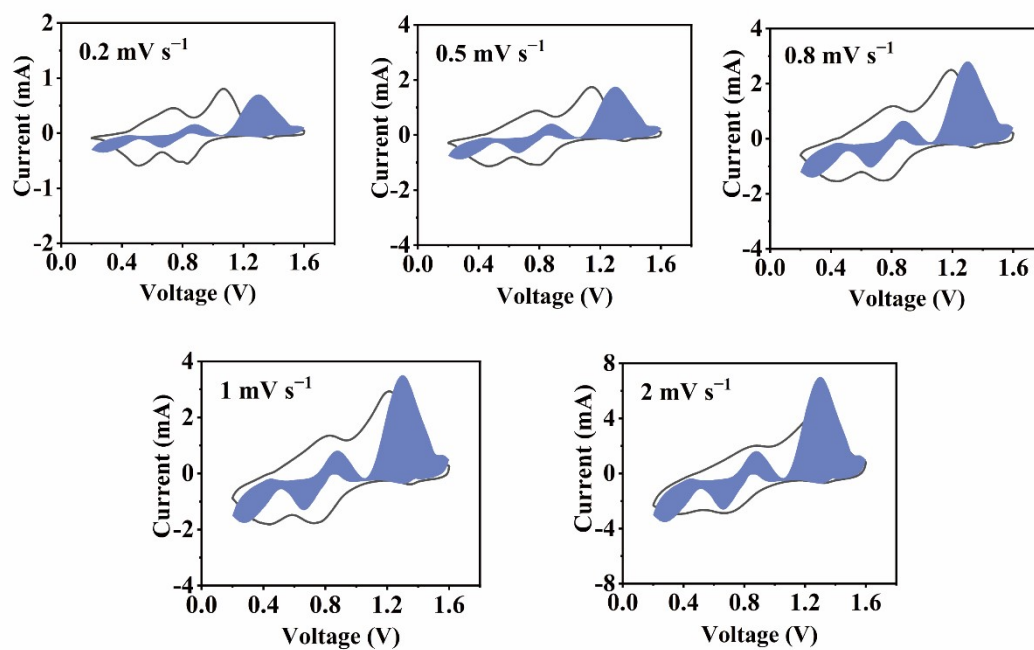 0.2 mV s⁻¹
Current (mA)
2
1
0
-1
-2
0.0 0.4 0.8 1.2 1.6
Voltage (V)
0.5 mV s⁻¹
Current (mA)
4
2
0
-2
-4
0.0 0.4 0.8 1.2 1.6
Voltage (V)
0.8 mV s⁻¹
Current (mA)
4
2
0
-2
-4
0.0 0.4 0.8 1.2 1.6
Voltage (V)
1 mV s⁻¹
Current (mA)
4
2
0
-2
-4
0.0 0.4 0.8 1.2 1.6
Voltage (V)
2 mV s⁻¹
Current (mA)
8
4
0
-4
-8
0.0 0.4 0.8 1.2 1.6
Voltage (V)